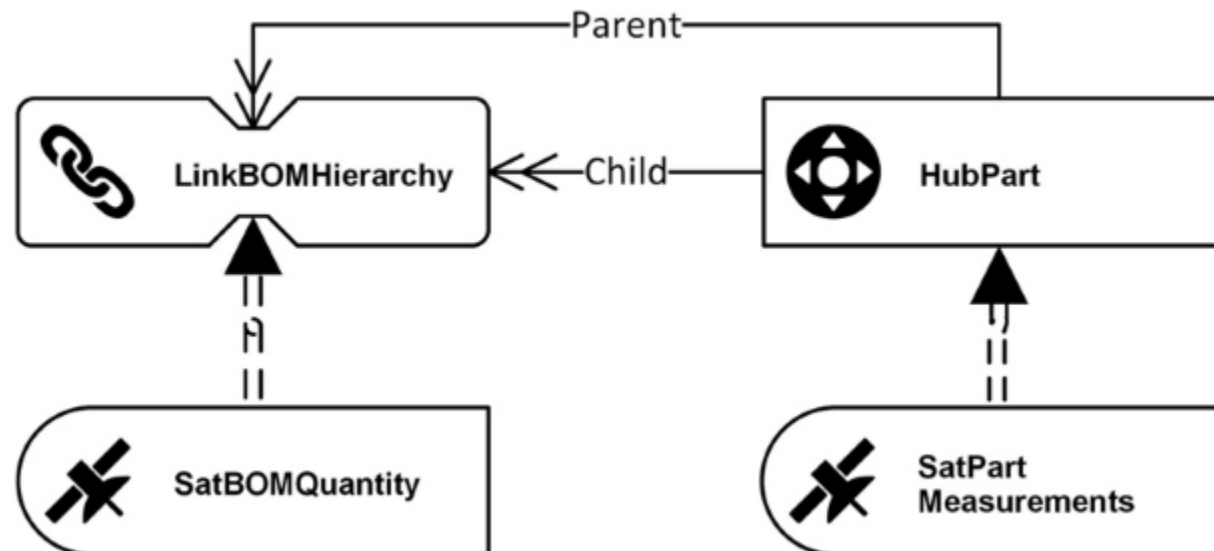 Parent
LinkBOMHierarchy
Child
HubPart
SatBOMQuantity
SatPart
Measurements